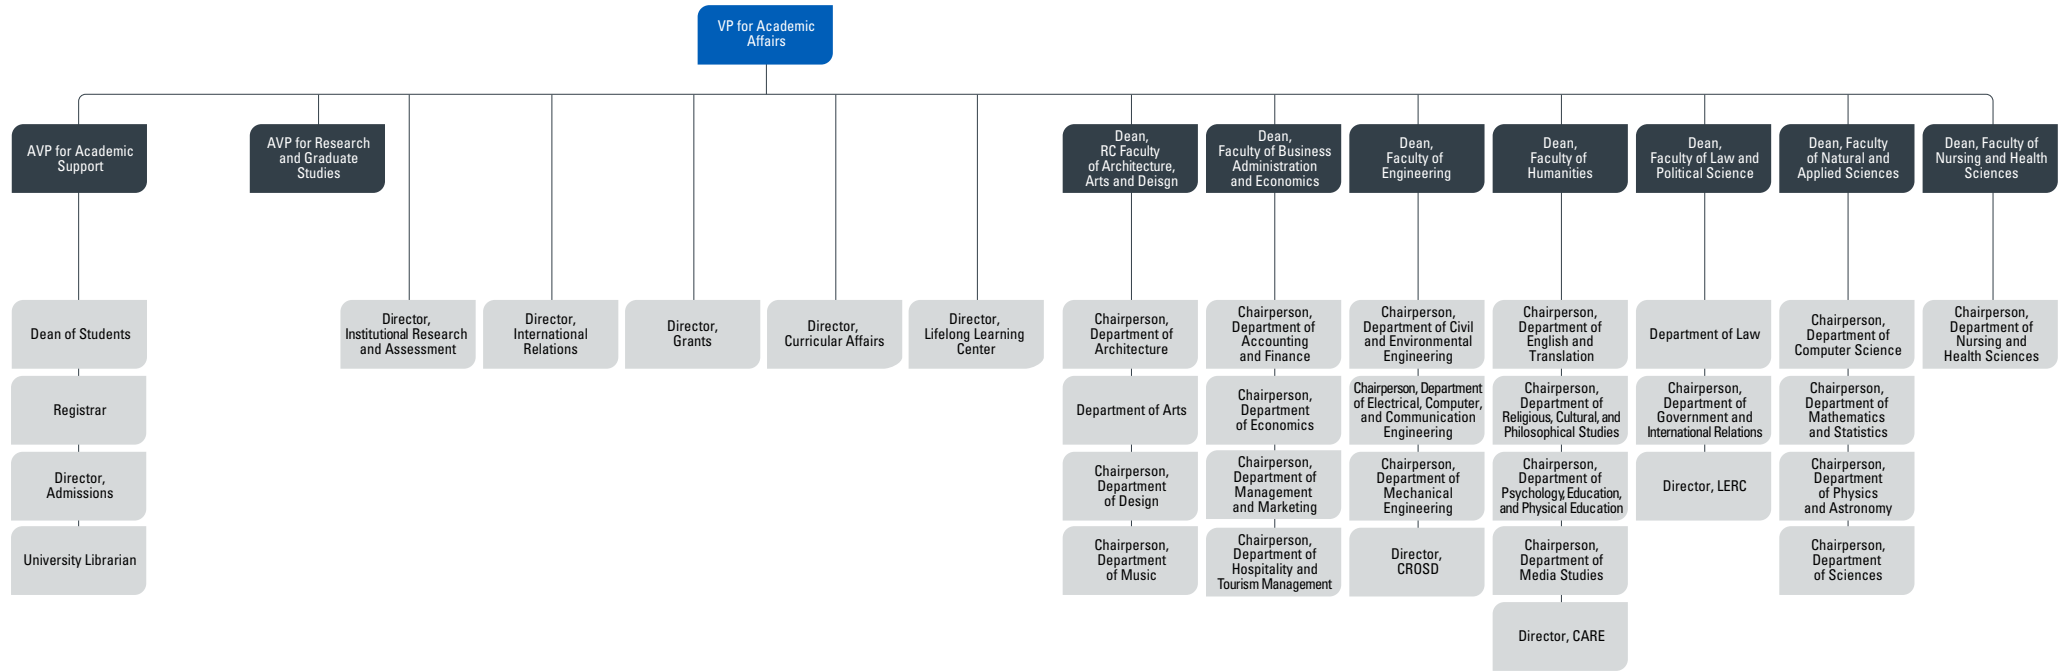 VP for Academic
Affairs
AVP for Academic
Support
AVP for Research
and Graduate
Studies
Dean,
RC Faculty
of Architecture,
Arts and Deisgn
Dean,
Faculty of Business
Administration
and Economics
Dean,
Faculty of
Engineering
Dean,
Faculty of
Humanities
Dean,
Faculty of Law and
Political Science
Dean, Faculty
of Natural and
Applied Sciences
Dean, Faculty of
Nursing and Health
Sciences
Dean of Students
Registrar
Director,
Admissions
University Librarian
Director,
Institutional Research
and Assessment
Director,
International
Relations
Director,
Grants
Director,
Curricular Affairs
Director,
Lifelong Learning
Center
Chairperson,
Department of
Architecture
Department of Arts
Chairperson,
Department
of Design
Chairperson,
Department
of Music
Chairperson,
Department of
Accounting
and Finance
Chairperson,
Department
of Economics
Chairperson,
Department of
Management
and Marketing
Chairperson,
Department of
Hospitality and
Tourism Management
Chairperson,
Department of Civil
and Environmental
Engineering
Chairperson, Department
of Electrical, Computer,
and Communication
Engineering
Chairperson,
Department of
Mechanical
Engineering
Director,
CROSD
Chairperson,
Department of
English and
Translation
Chairperson,
Department of
Religious, Cultural, and
Philosophical Studies
Chairperson,
Department of
Psychology, Education,
and Physical Education
Chairperson,
Department of
Media Studies
Director, CARE
Department of Law
Chairperson,
Department of
Government and
International Relations
Director, LERC
Chairperson,
Department of
Computer Science
Chairperson,
Department of
Mathematics
and Statistics
Chairperson,
Department
of Physics
and Astronomy
Chairperson,
Department
of Sciences
Chairperson,
Department of
Nursing and
Health Sciences